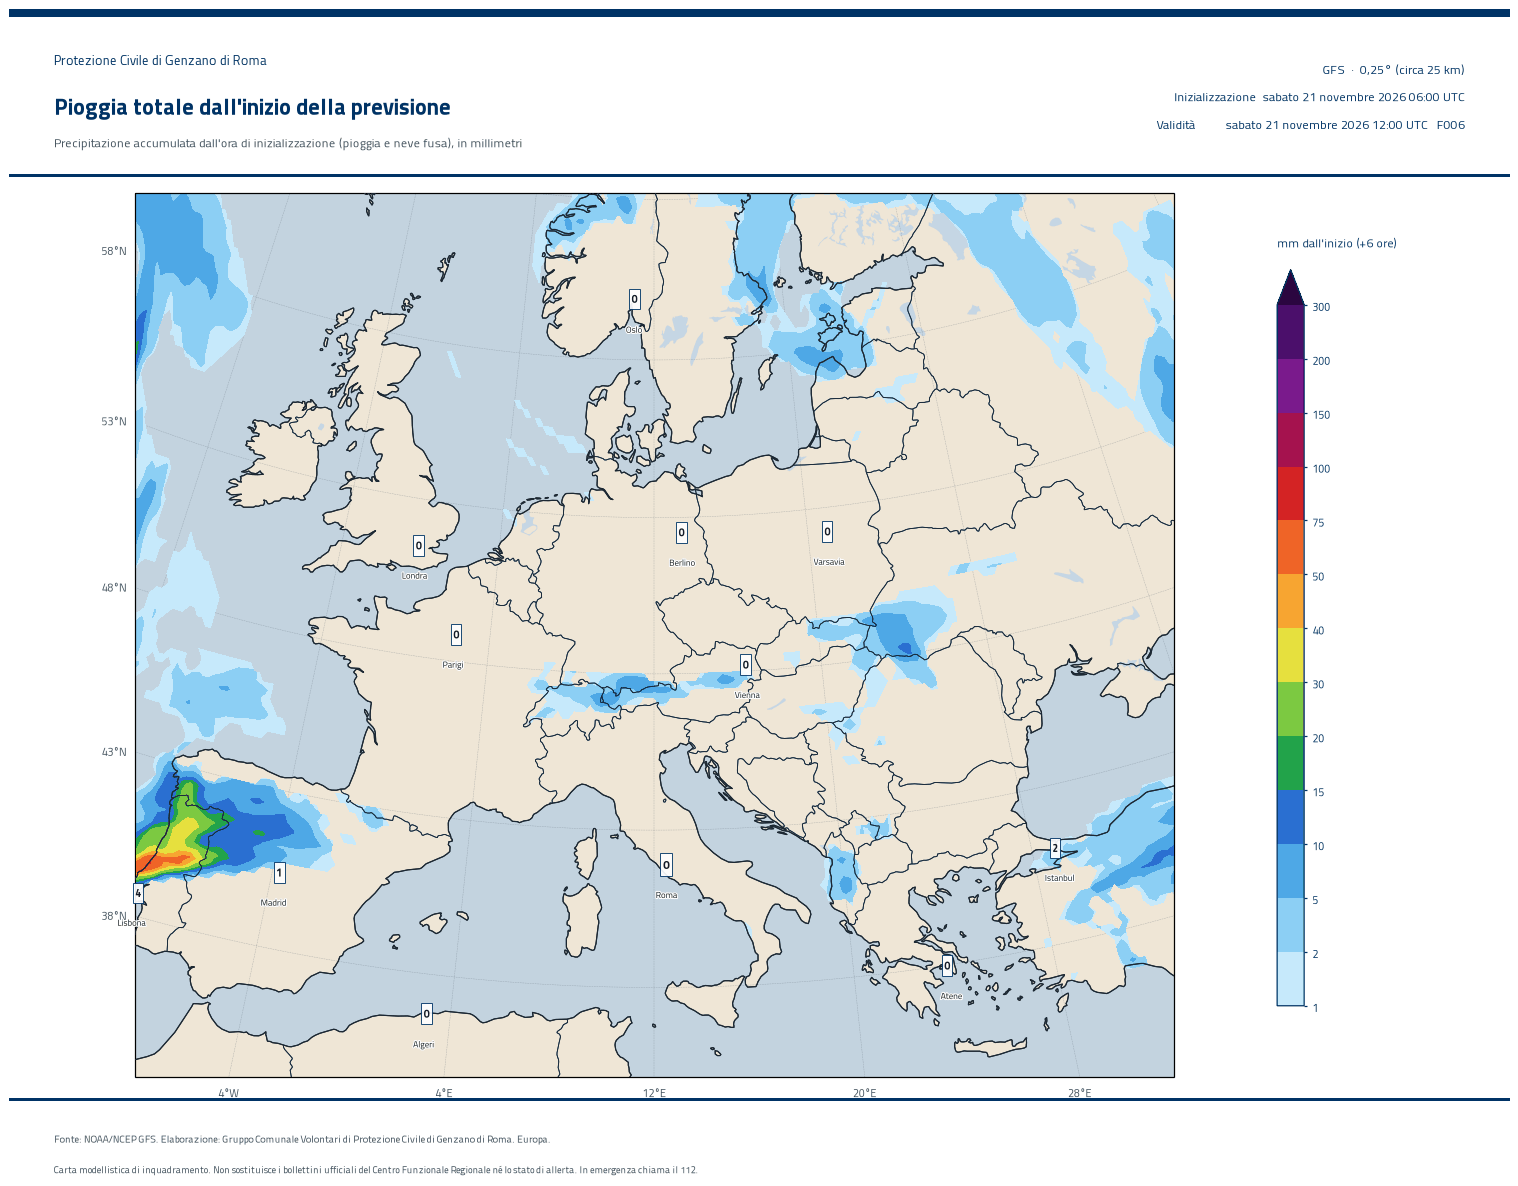 Protezione Civile di Genzano di Roma
Pioggia totale dall'inizio della previsione
Precipitazione accumulata dall'ora di inizializzazione (pioggia e neve fusa), in millimetri
GFS · 0,25° (circa 25 km)
Inizializzazione sabato 21 novembre 2026 06:00 UTC
Validità sabato 21 novembre 2026 12:00 UTC F006
mm dall'inizio (+6 ore)
300
200
150
100
75
50
40
30
20
15
10
5
2
1
58°N
53°N
48°N
43°N
38°N
4°W
4°E
12°E
20°E
28°E
0
Oslo
0
Londra
0
Berlino
0
Varsavia
0
Parigi
0
Vienna
4
Lisbona
1
Madrid
0
Roma
2
Istanbul
0
Atene
0
Algeri
Fonte: NOAA/NCEP GFS. Elaborazione: Gruppo Comunale Volontari di Protezione Civile di Genzano di Roma. Europa.
Carta modellistica di inquadramento. Non sostituisce i bollettini ufficiali del Centro Funzionale Regionale né lo stato di allerta. In emergenza chiama il 112.